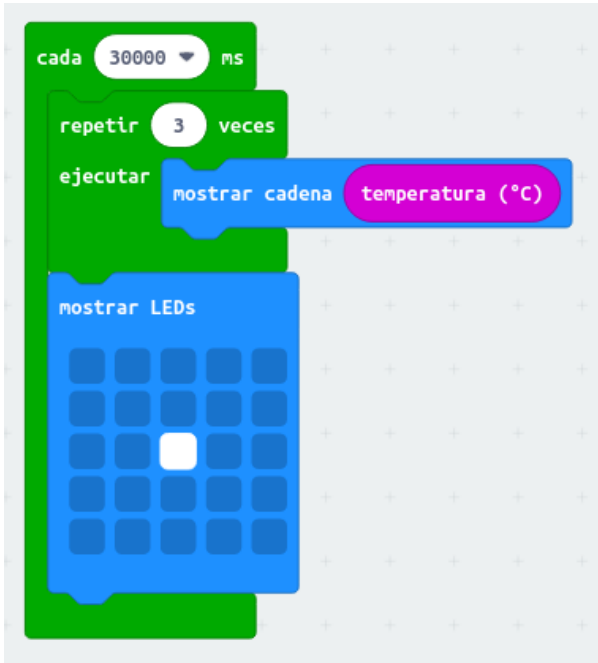 cada 30000 ms
repetir 3 veces
ejecutar
mostrar cadena temperatura (°C)
mostrar LEDs